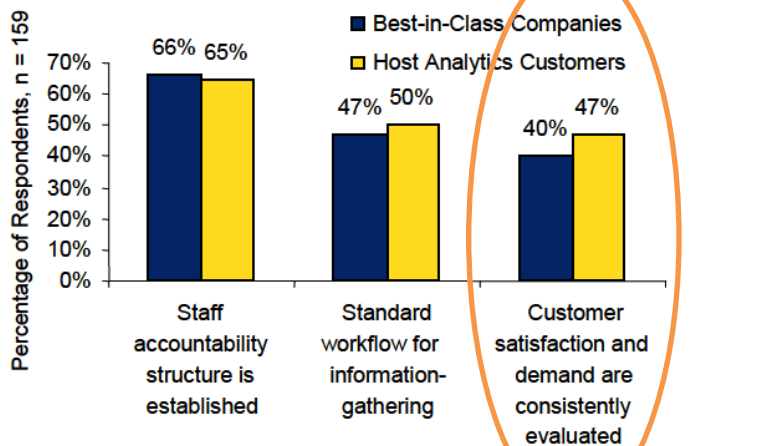 Percentage of Respondents, n = 159
Best-in-Class Companies
Host Analytics Customers
70%
60%
50%
40%
30%
20%
10%
0%
66% 65%
47% 50%
40% 47%
Staff
accountability
structure is
established
Standard
workflow for
information-
gathering
Customer
satisfaction and
demand are
consistently
evaluated